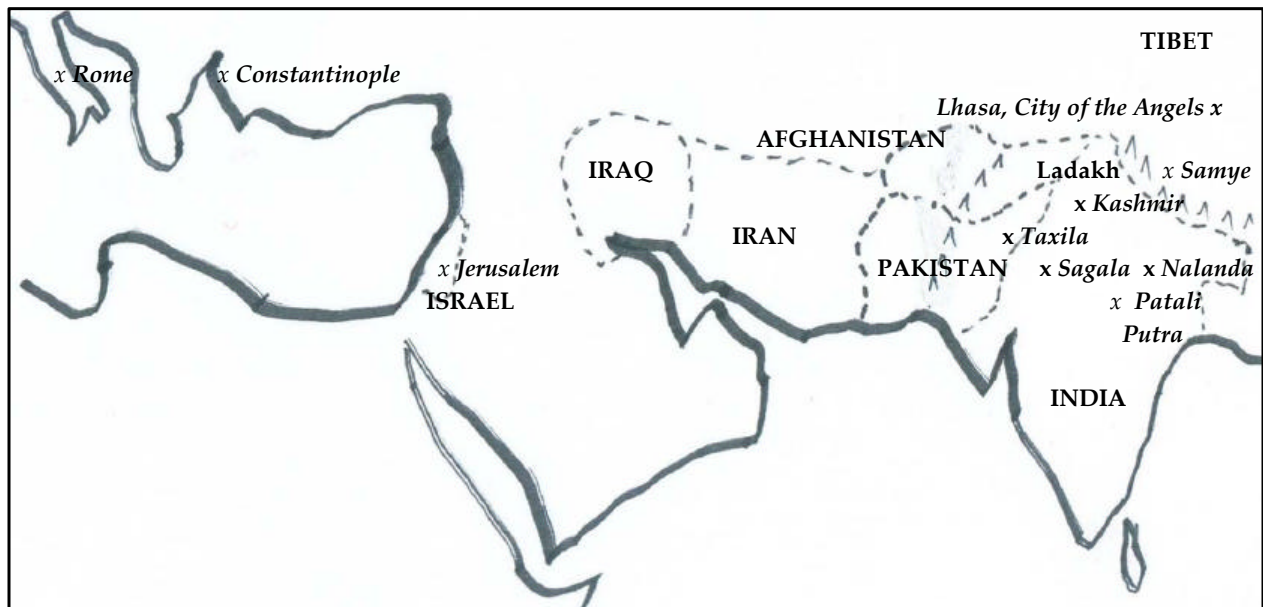 TIBET
x Rome
x Constantinople
Lhasa, City of the Angels x
AFGHANISTAN
IRAQ
Ladakh
x Samye
x Kashmir
IRAN
x Taxila
x Jerusalem
PAKISTAN
x Sagala
x Nalanda
ISRAEL
x Patali
Putra
INDIA